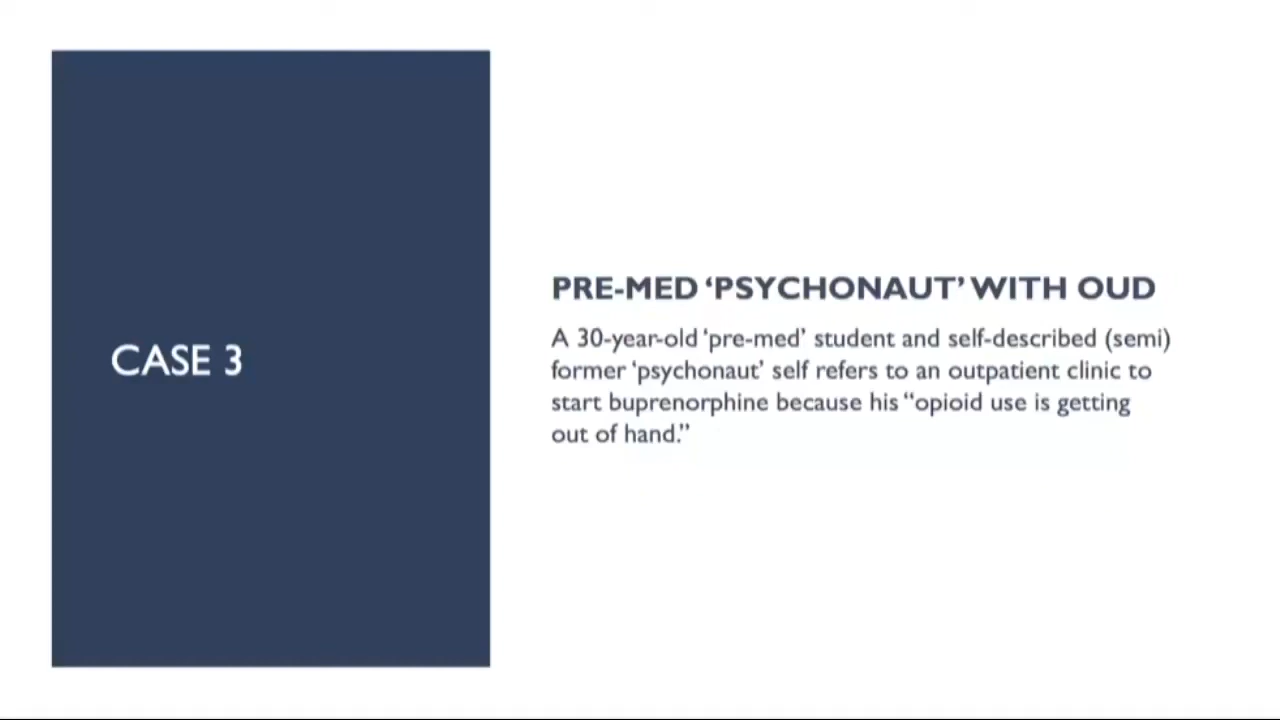 CASE 3
PRE-MED ‘PSYCHONAUT’ WITH OUD
A 30-year-old ‘pre-med’ student and self-described (semi)
former ‘psychonaut’ self refers to an outpatient clinic to
start buprenorphine because his “opioid use is getting
out of hand.”